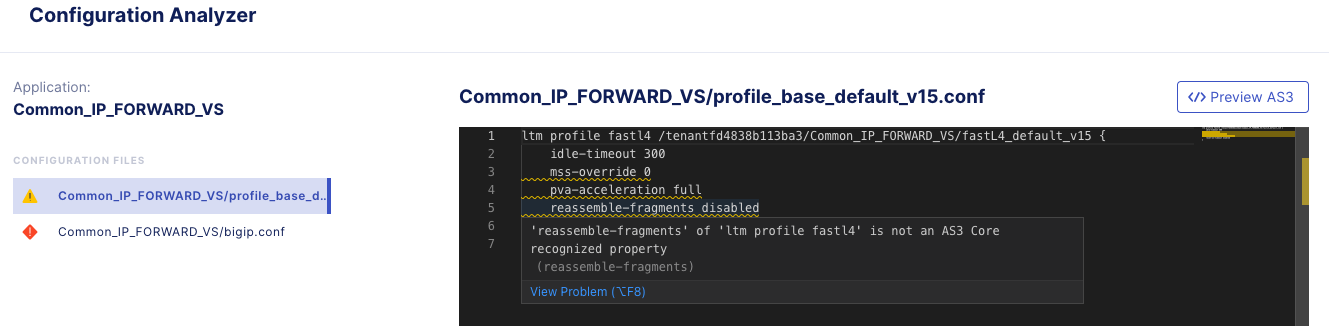 Configuration Analyzer
Application:
Common_IP_FORWARD_VS
CONFIGURATION FILES
Common_IP_FORWARD_VS/profile_base_d...
Common_IP_FORWARD_VS/bigip.conf
Common_IP_FORWARD_VS/profile_base_default_v15.conf
</> Preview AS3
1 ltm profile fastl4 /tenantfd4838b113ba3/Common_IP_FORWARD_VS/fastL4_default_v15 {
2 idle-timeout 300
3 mss-override 0
4 pva-acceleration full
5 reassemble-fragments disabled
6
7
'reassemble-fragments' of 'ltm profile fastl4' is not an AS3 Core
recognized property
(reassemble-fragments)
View Problem (⌥F8)